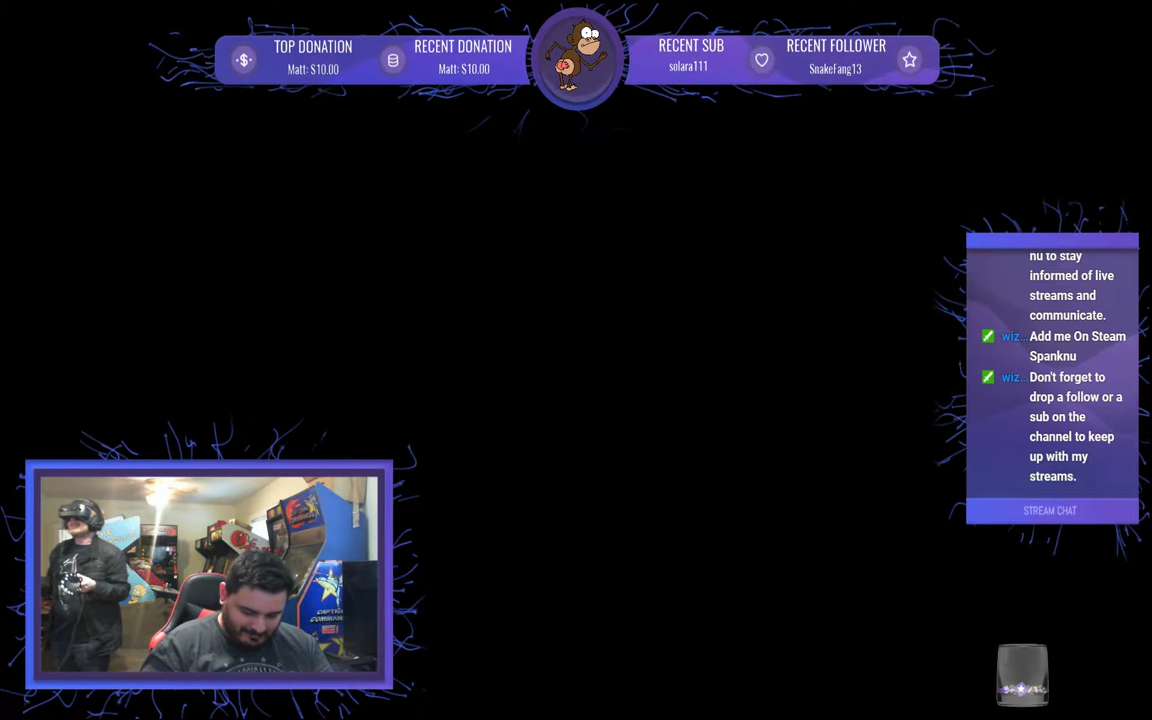 TOP DONATION
Matt: $10.00
RECENT DONATION
Matt: $10.00
RECENT SUB
solara111
RECENT FOLLOWER
SnakeFang13
nu to stay
informed of live
streams and
communicate.
wiz... Add me On Steam
Spanknu
wiz... Don't forget to
drop a follow or a
sub on the
channel to keep
up with my
streams.
STREAM CHAT
CAPT
COMMAN